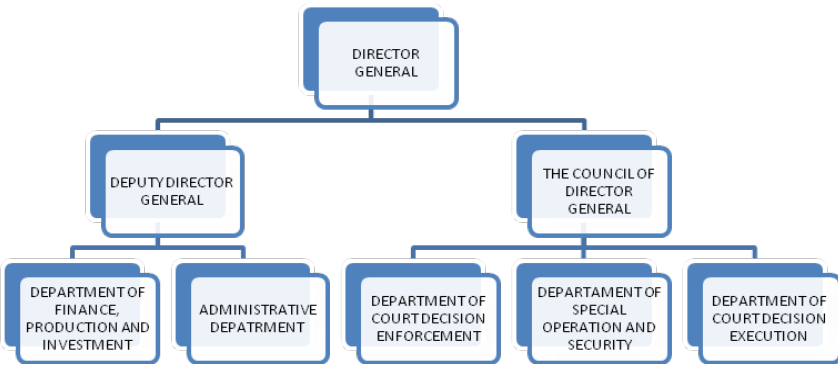 DIRECTOR
GENERAL
DEPUTY DIRECTOR
GENERAL
THE COUNCIL OF
DIRECTOR
GENERAL
DEPARTMENT OF
FINANCE,
PRODUCTION AND
INVESTMENT
ADMINISTRATIVE
DEPATRMENT
DEPARTMENT OF
COURT DECISION
ENFORCEMENT
DEPARTAMENT OF
SPECIAL
OPERATION AND
SECURITY
DEPARTMENT OF
COURT DECISION
EXECUTION